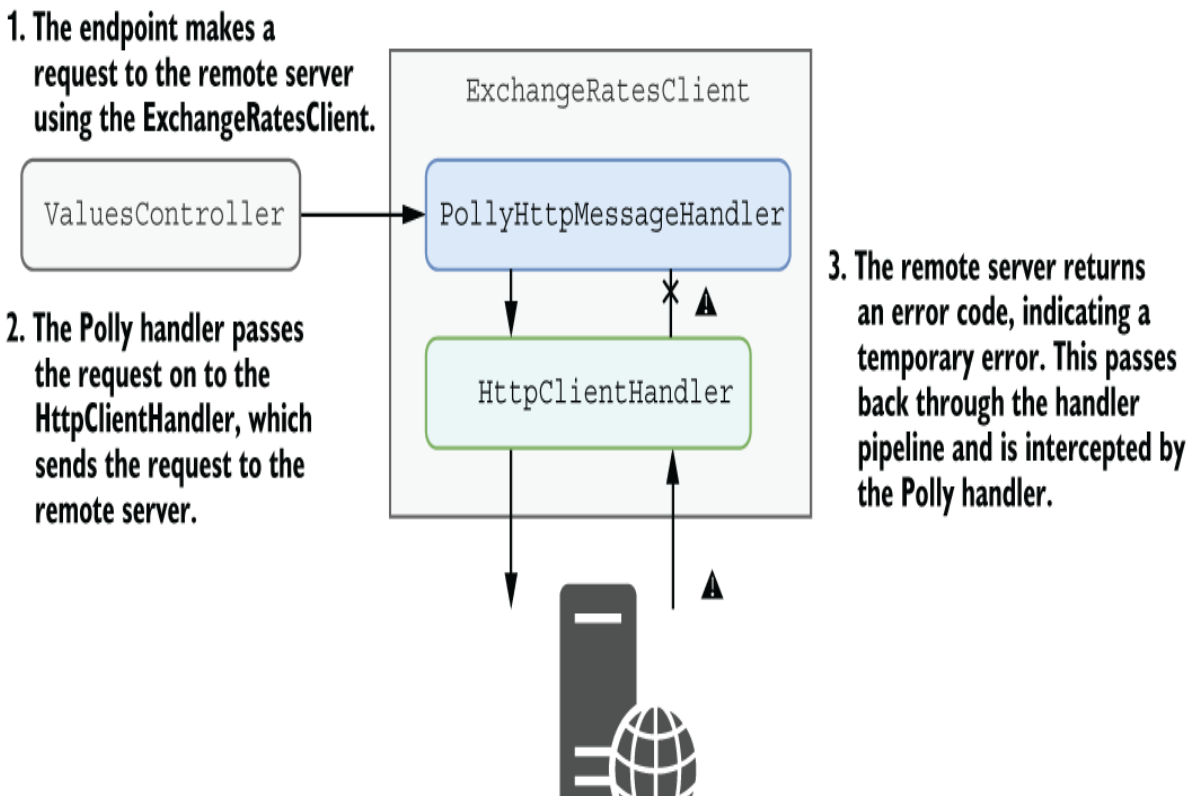 1. The endpoint makes a
request to the remote server
using the ExchangeRatesClient.
ExchangeRatesClient
ValuesController
PollyHttpMessageHandler
2. The Polly handler passes
the request on to the
HttpClientHandler, which
sends the request to the
remote server.
HttpClientHandler
3. The remote server returns
an error code, indicating a
temporary error. This passes
back through the handler
pipeline and is intercepted by
the Polly handler.